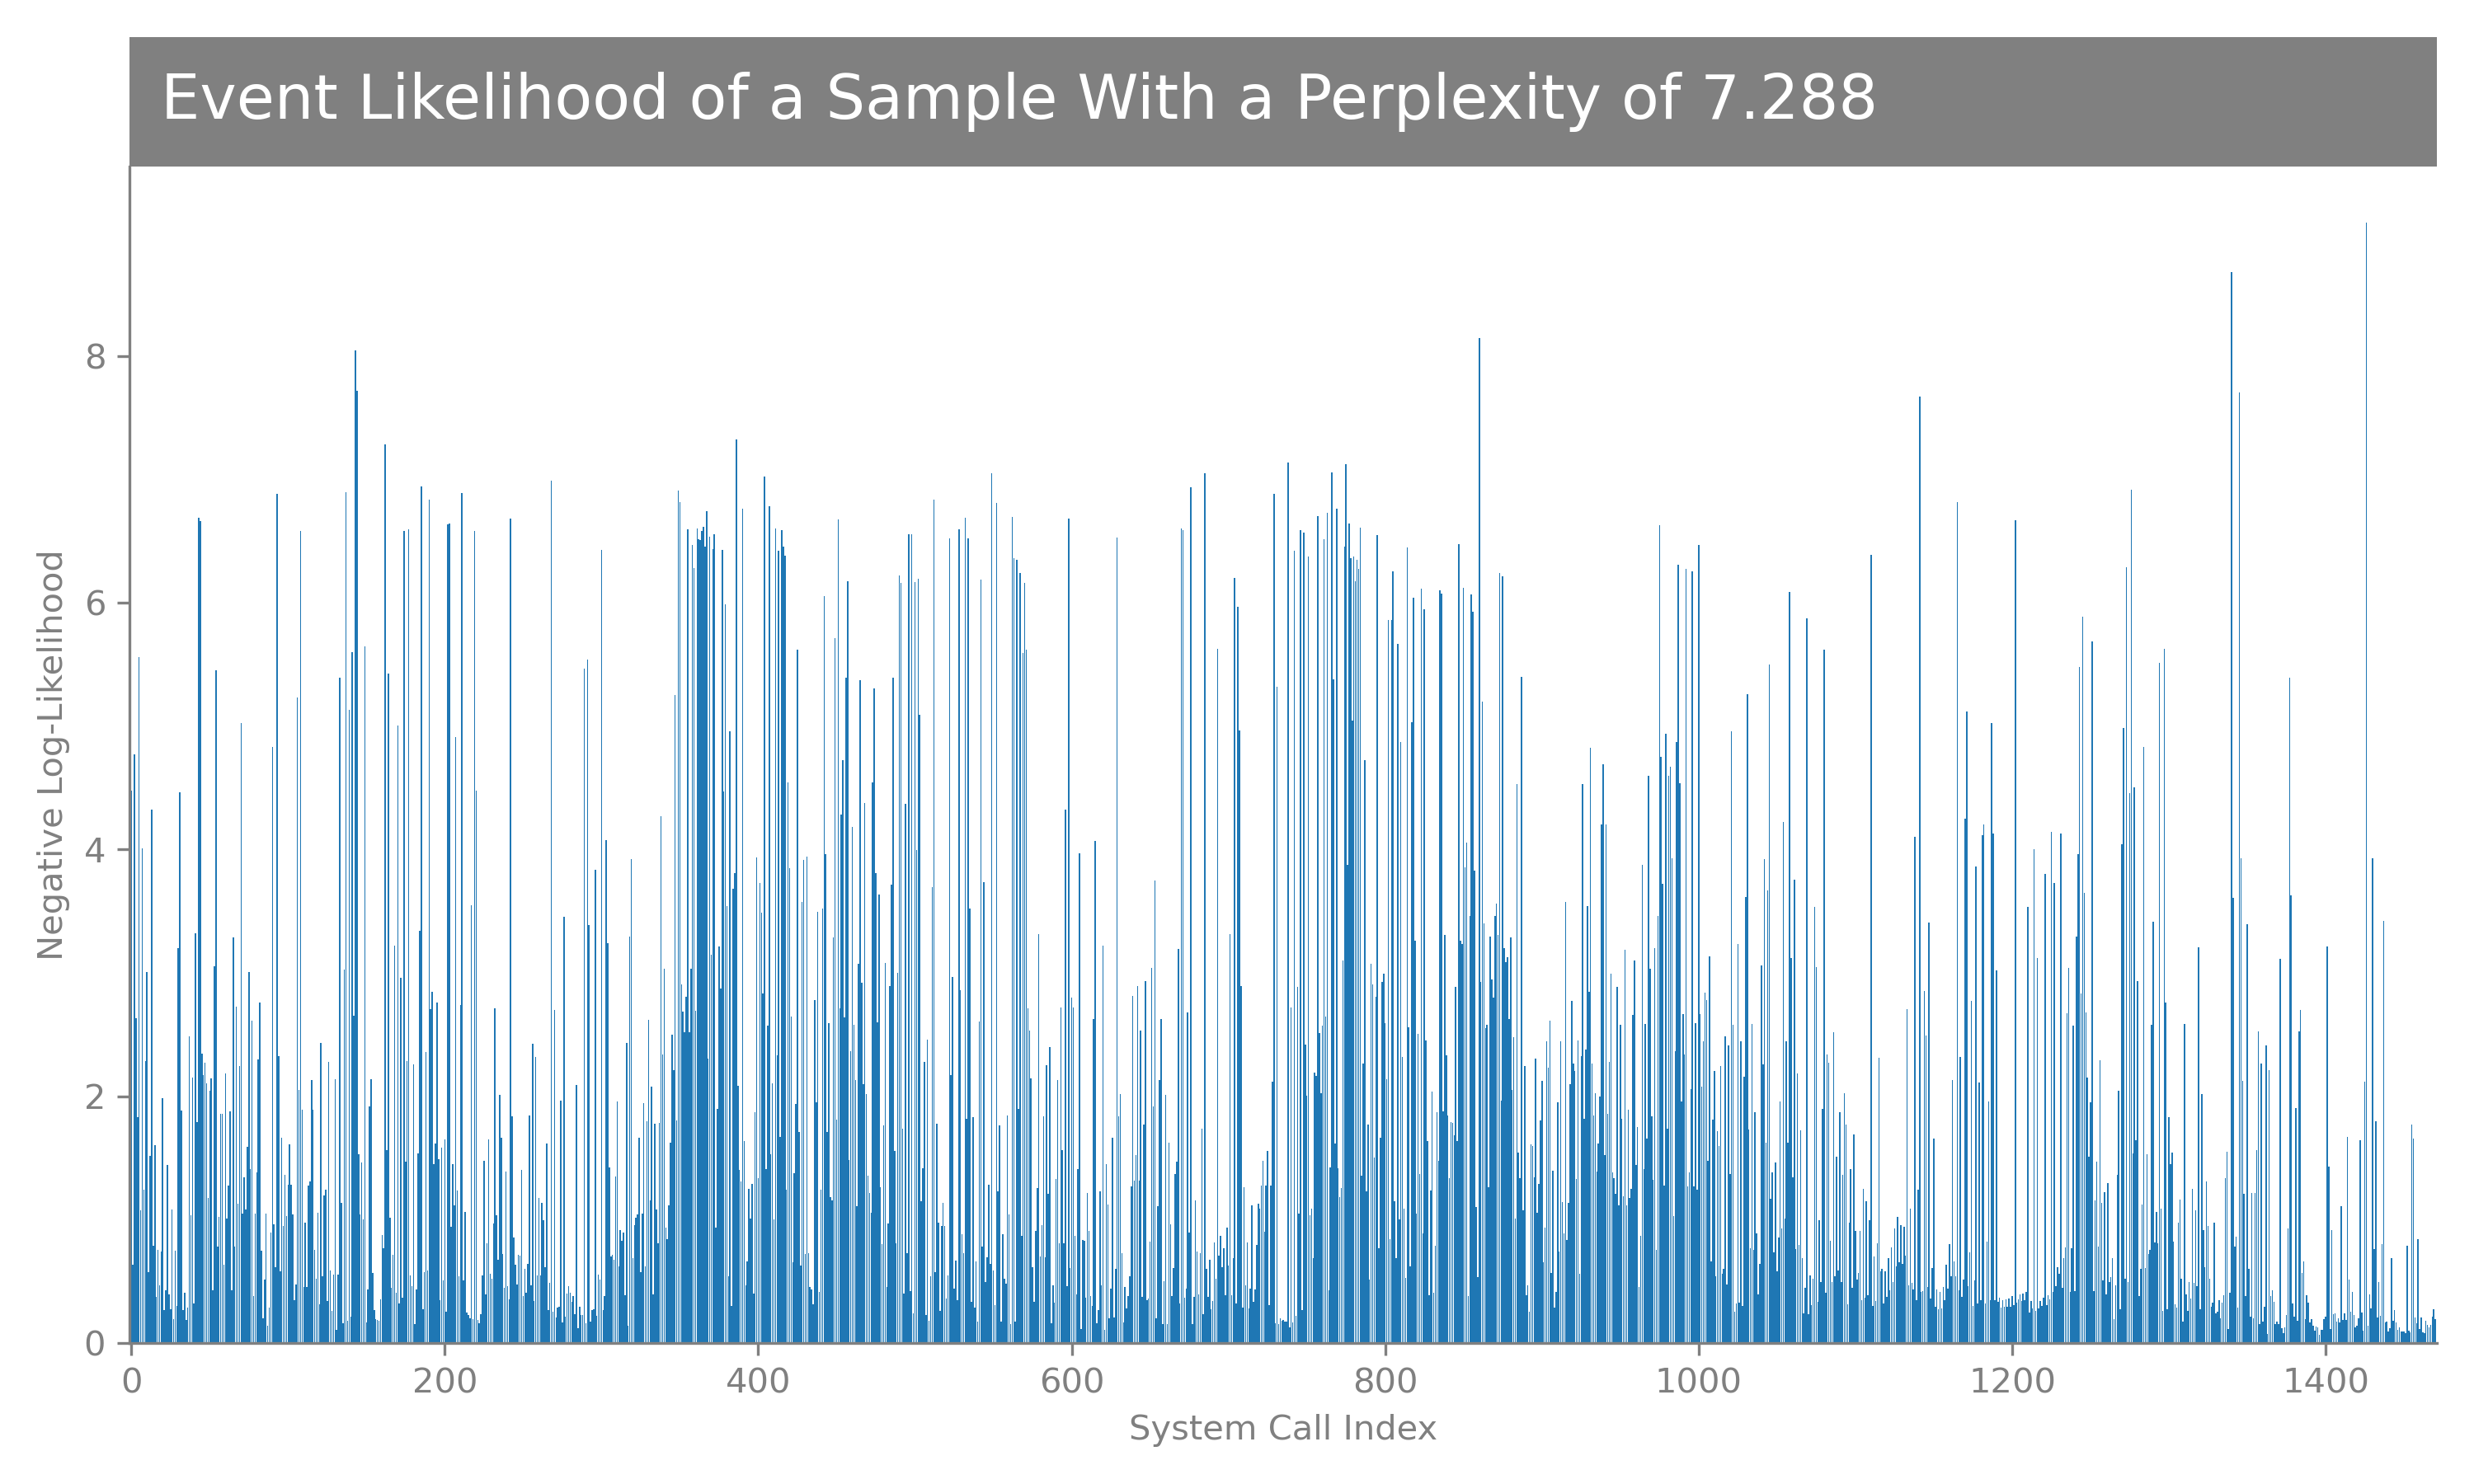 Event Likelihood of a Sample With a Perplexity of 7.288
Negative Log-Likelihood
8
6
4
2
0
0 200 400 600 800 1000 1200 1400
System Call Index